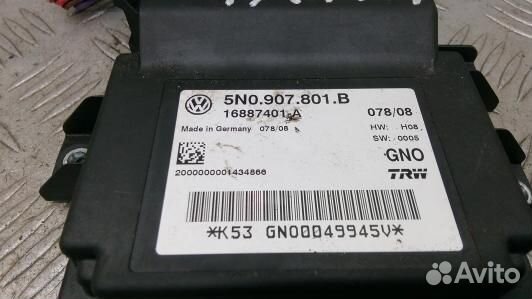 5N0.907.801.B
16887401-A
078/08
Made in Germany 078/08
HW: H08
SW: 0005
GNO
2000000001434866
TRW
*K53 GNO0049945V*
Avito